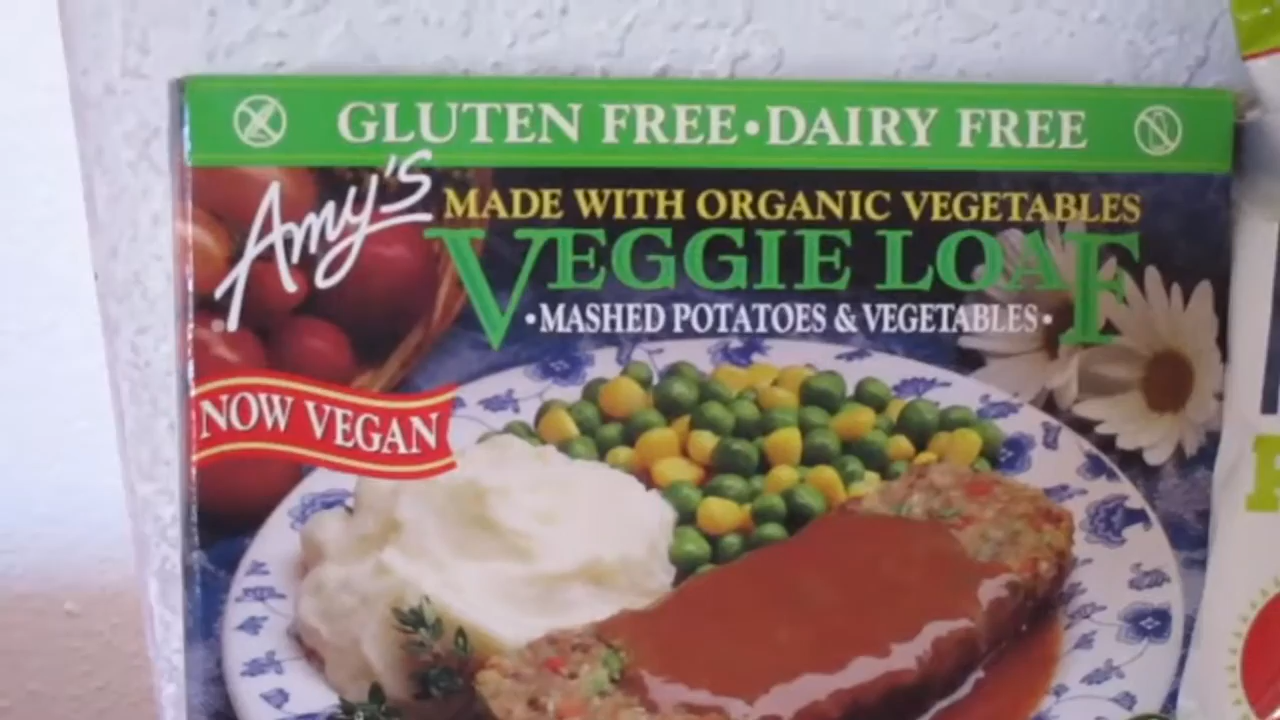 GLUTEN FREE•DAIRY FREE
Amy's
MADE WITH ORGANIC VEGETABLES
VEGGIE LOAF
•MASHED POTATOES & VEGETABLES•
NOW VEGAN